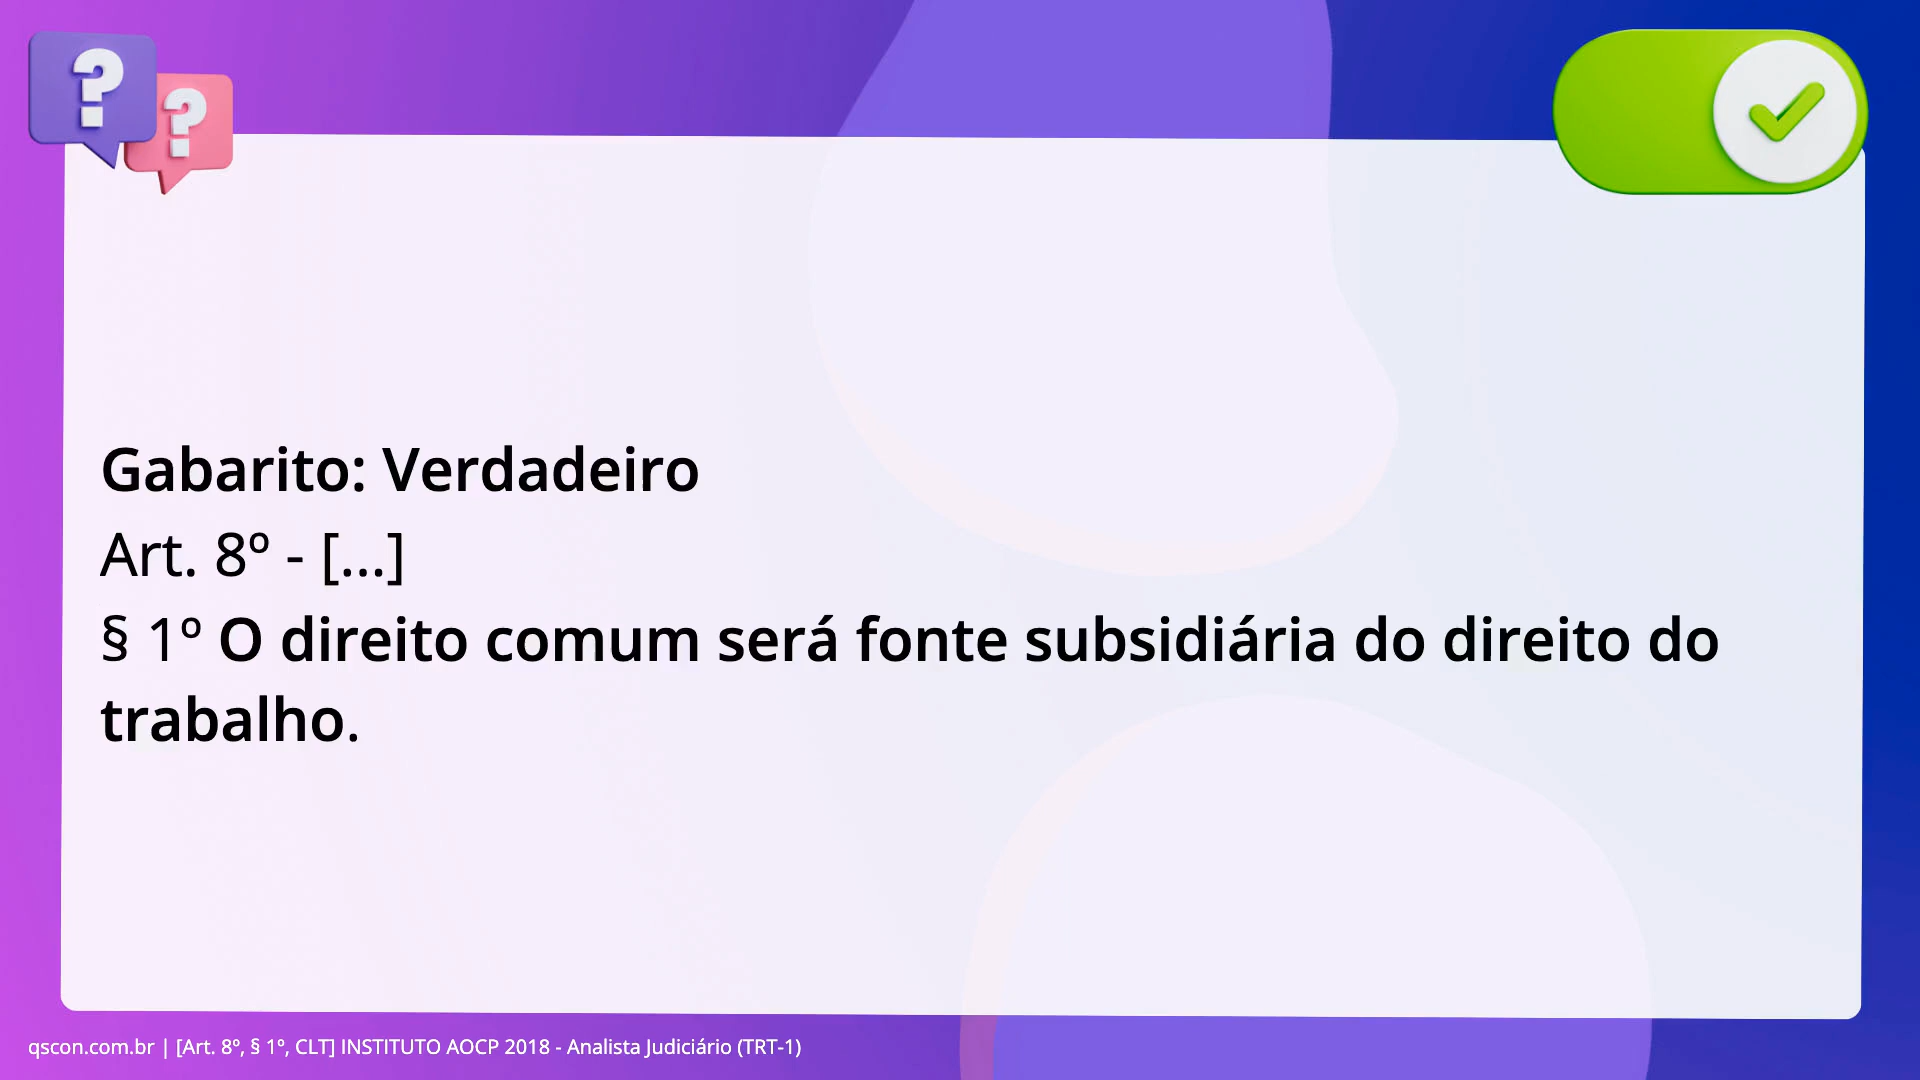 Gabarito: Verdadeiro
Art. 8º - [...]
§ 1º O direito comum será fonte subsidiária do direito do
trabalho.
qscon.com.br | [Art. 8º, § 1º, CLT] INSTITUTO AOCP 2018 - Analista Judiciário (TRT-1)